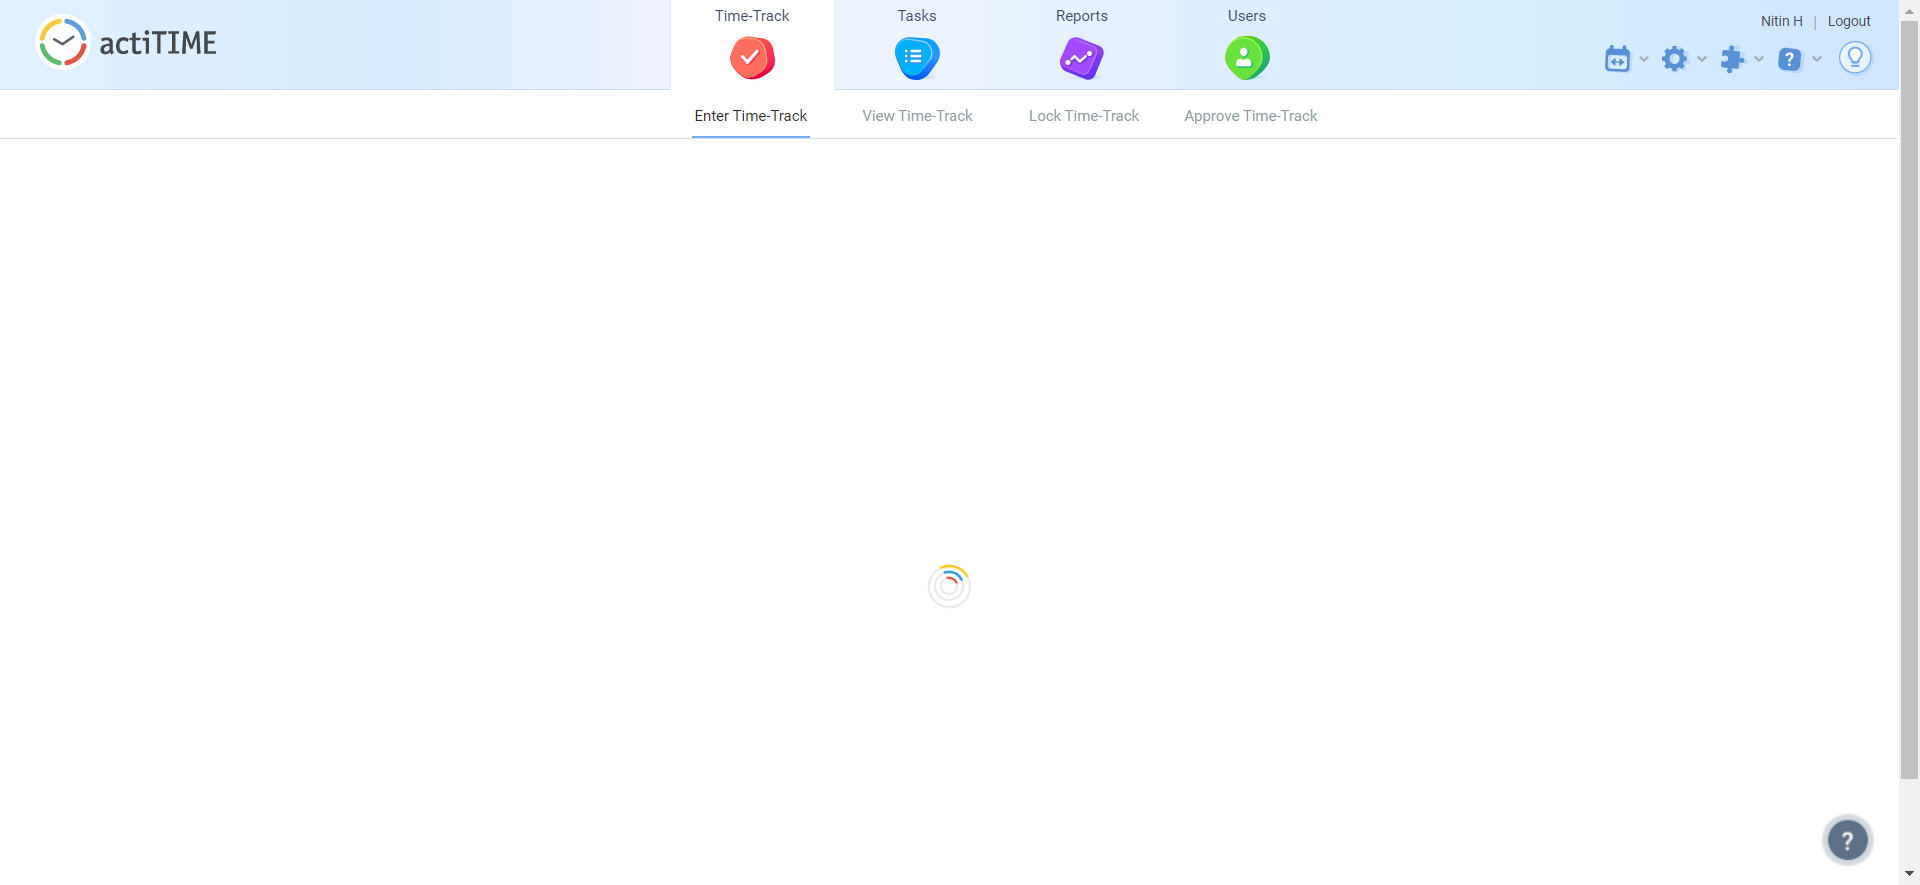 actiTIME
Time-Track
Tasks
Reports
Users
Nitin H | Logout
Enter Time-Track
View Time-Track
Lock Time-Track
Approve Time-Track
?
?